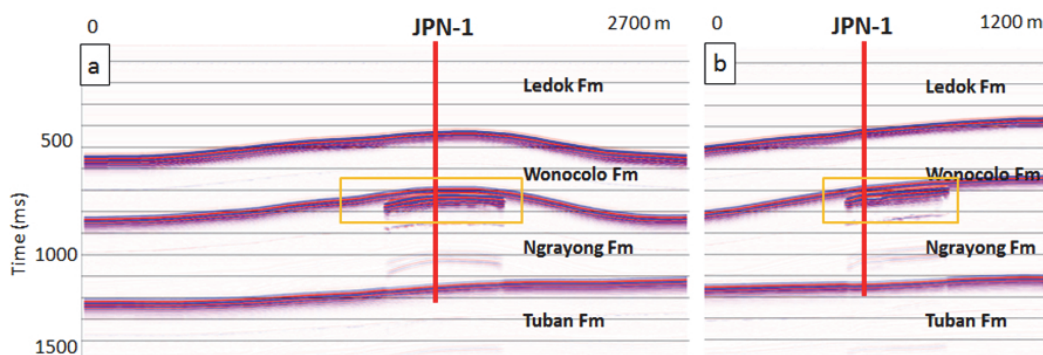 0 JPN-1 2700 m
a
Ledok Fm
500
Wonocolo Fm
Time (ms)
1000
Ngrayong Fm
Tuban Fm
1500
0 JPN-1 1200 m
b
Ledok Fm
Wonocolo Fm
Ngrayong Fm
Tuban Fm